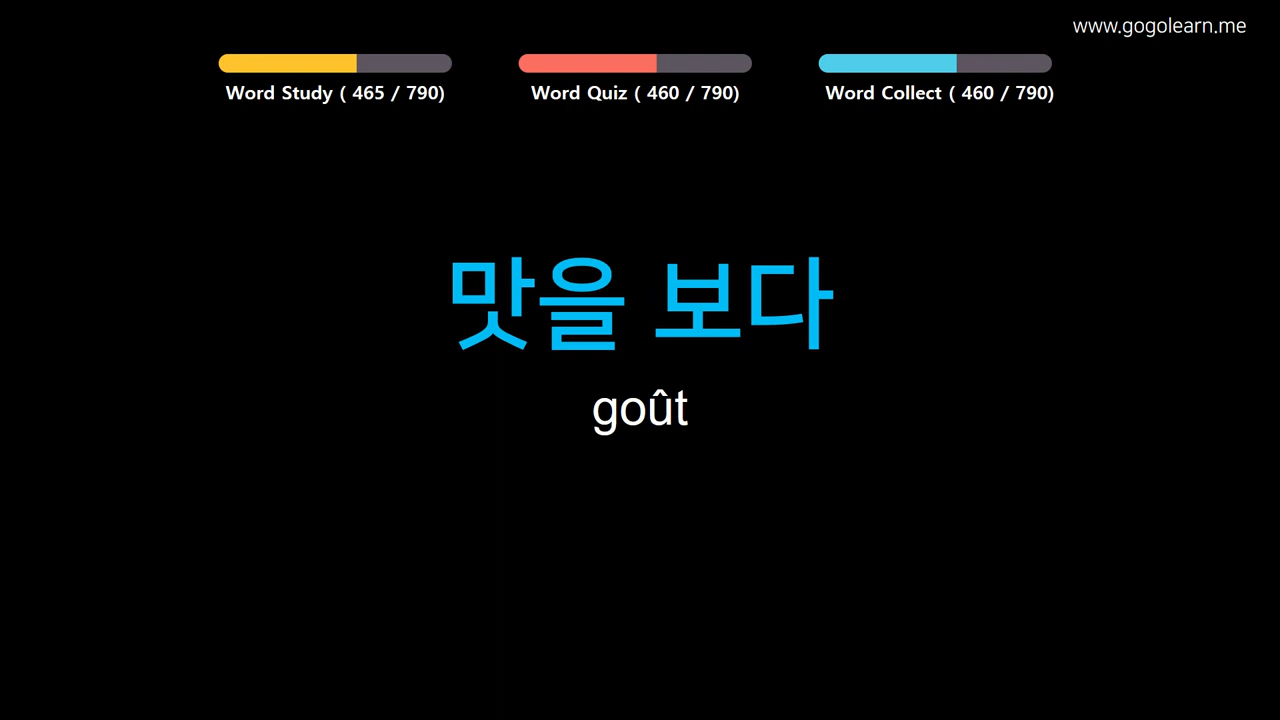 www.gogolearn.me
Word Study ( 465 / 790)
Word Quiz ( 460 / 790)
Word Collect ( 460 / 790)
맛을 보다
goût